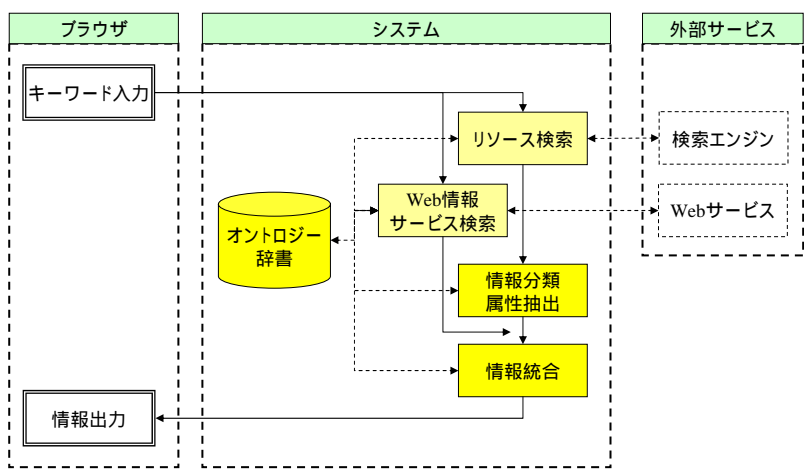 ブラウザ
システム
外部サービス
キーワード入力
リソース検索
検索エンジン
Web情報
サービス検索
Webサービス
オントロジー
辞書
情報分類
属性抽出
情報統合
情報出力